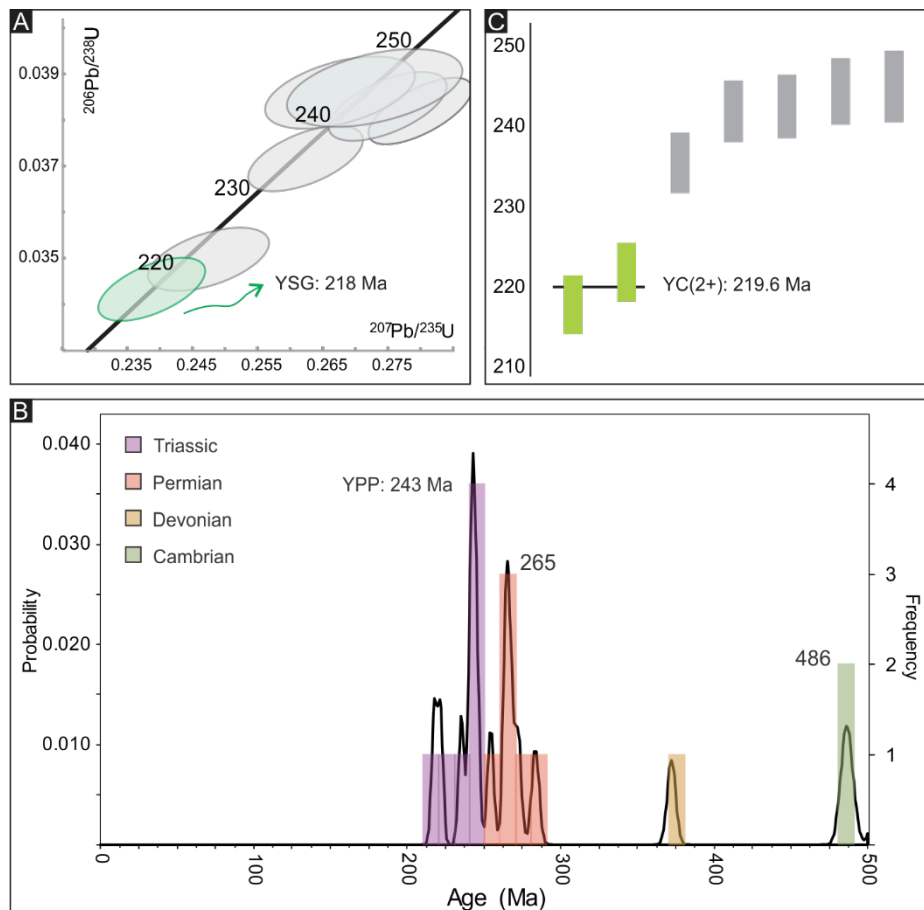 A
206Pb/238U
0.039
0.037
0.035
250
240
230
220
YSG: 218 Ma
207Pb/235U
0.235
0.245
0.255
0.265
0.275
C
250
240
230
220
210
YC(2+): 219.6 Ma
B
Probability
0.040
0.030
0.020
0.010
Triassic
Permian
Devonian
Cambrian
YPP: 243 Ma
265
486
4
3
2
1
Frequency
0
100
200
300
400
500
Age (Ma)